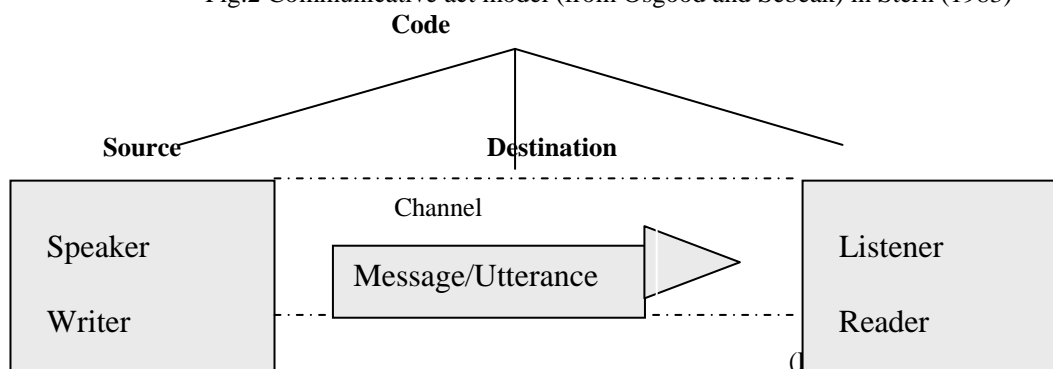 Fig.2 Communicative act model (from Osgood and Sebeak) in Stern (1983)
Code
Source Destination
Channel
Speaker Listener
Message/Utterance
Writer Reader